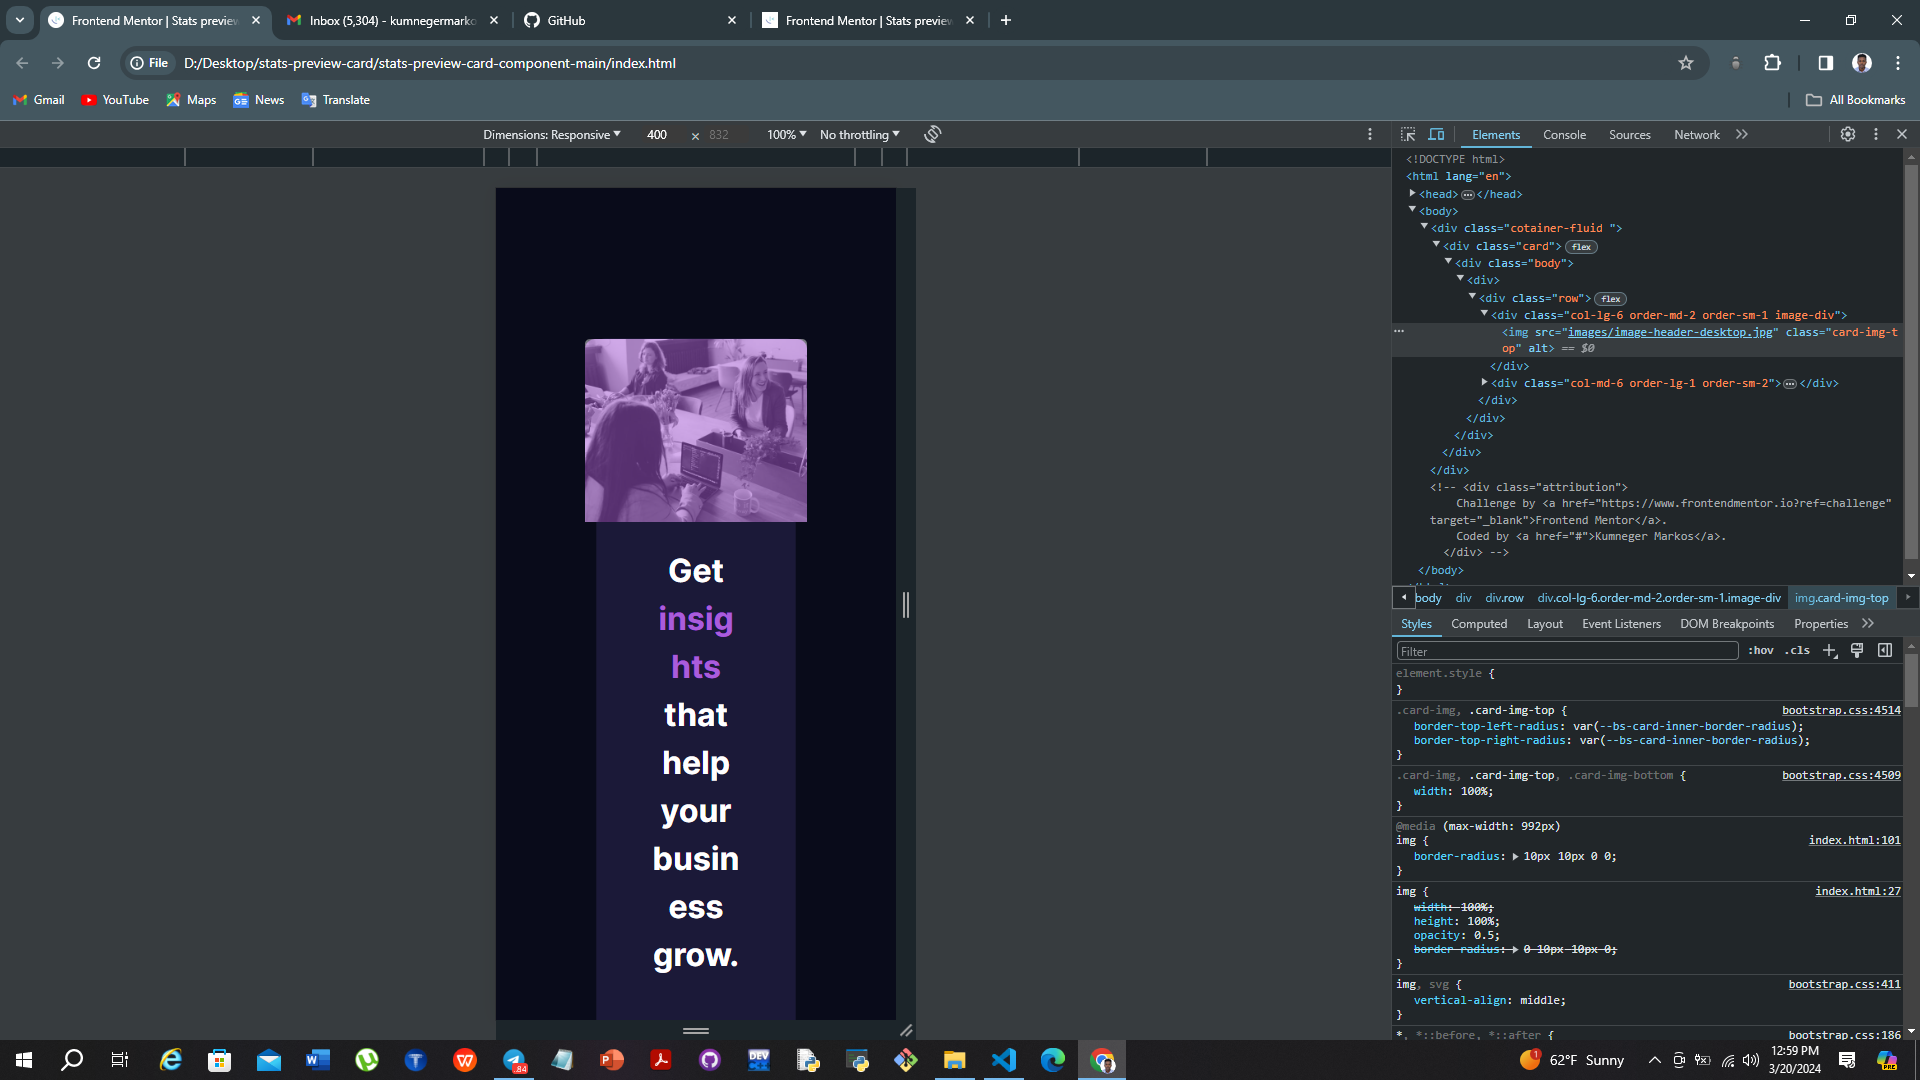 Frontend Mentor | Stats preview
Inbox (5,304) - kumnegermarko
GitHub
Frontend Mentor | Stats preview
File
D:/Desktop/stats-preview-card/stats-preview-card-component-main/index.html
Gmail
YouTube
Maps
News
Translate
All Bookmarks
Dimensions: Responsive
400
832
100%
No throttling
Elements
Console
Sources
Network
<!DOCTYPE html>
<html lang="en">
<head> </head>
<body>
<div class="cotainer-fluid ">
<div class="card"> flex
<div class="body">
<div>
<div class="row"> flex
<div class="col-lg-6 order-md-2 order-sm-1 image-div">
<img src="images/image-header-desktop.jpg" class="card-img-t
op" alt> == $0
</div>
<div class="col-md-6 order-lg-1 order-sm-2"> </div>
</div>
</div>
</div>
</div>
</div>
<!-- <div class="attribution">
Challenge by <a href="https://www.frontendmentor.io?ref=challenge"
target="_blank">Frontend Mentor</a>.
Coded by <a href="#">Kumneger Markos</a>.
</div> -->
</body>
body
div
div.row
div.col-lg-6.order-md-2.order-sm-1.image-div
img.card-img-top
Styles
Computed
Layout
Event Listeners
DOM Breakpoints
Properties
Filter
:hov
.cls
element.style {
}
.card-img, .card-img-top {
bootstrap.css:4514
border-top-left-radius: var(--bs-card-inner-border-radius);
border-top-right-radius: var(--bs-card-inner-border-radius);
}
.card-img, .card-img-top, .card-img-bottom {
bootstrap.css:4509
width: 100%;
}
@media (max-width: 992px)
img {
index.html:101
border-radius: 10px 10px 0 0;
}
img {
index.html:27
width: 100%;
height: 100%;
opacity: 0.5;
border-radius: 0 10px 10px 0;
}
img, svg {
bootstrap.css:411
vertical-align: middle;
}
*, *::before, *::after {
bootstrap.css:186
Get
insig
hts
that
help
your
busin
ess
grow.
84
DEV
62°F Sunny
12:59 PM
3/20/2024